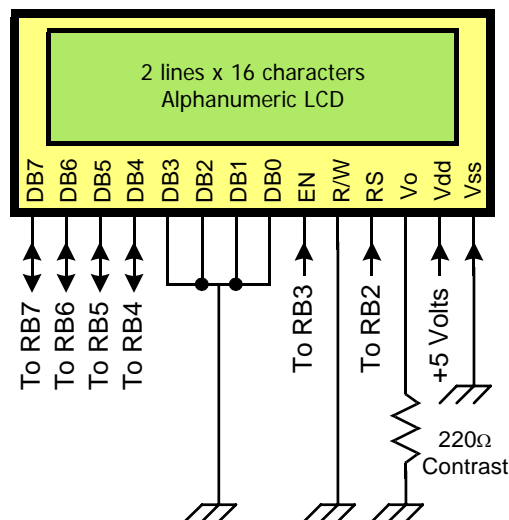 2 lines x 16 characters
Alphanumeric LCD
DB7
DB6
DB5
DB4
DB3
DB2
DB1
DB0
EN
R/W
RS
Vo
Vdd
Vss
To RB7
To RB6
To RB5
To RB4
To RB3
To RB2
+5 Volts
220Ω
Contrast